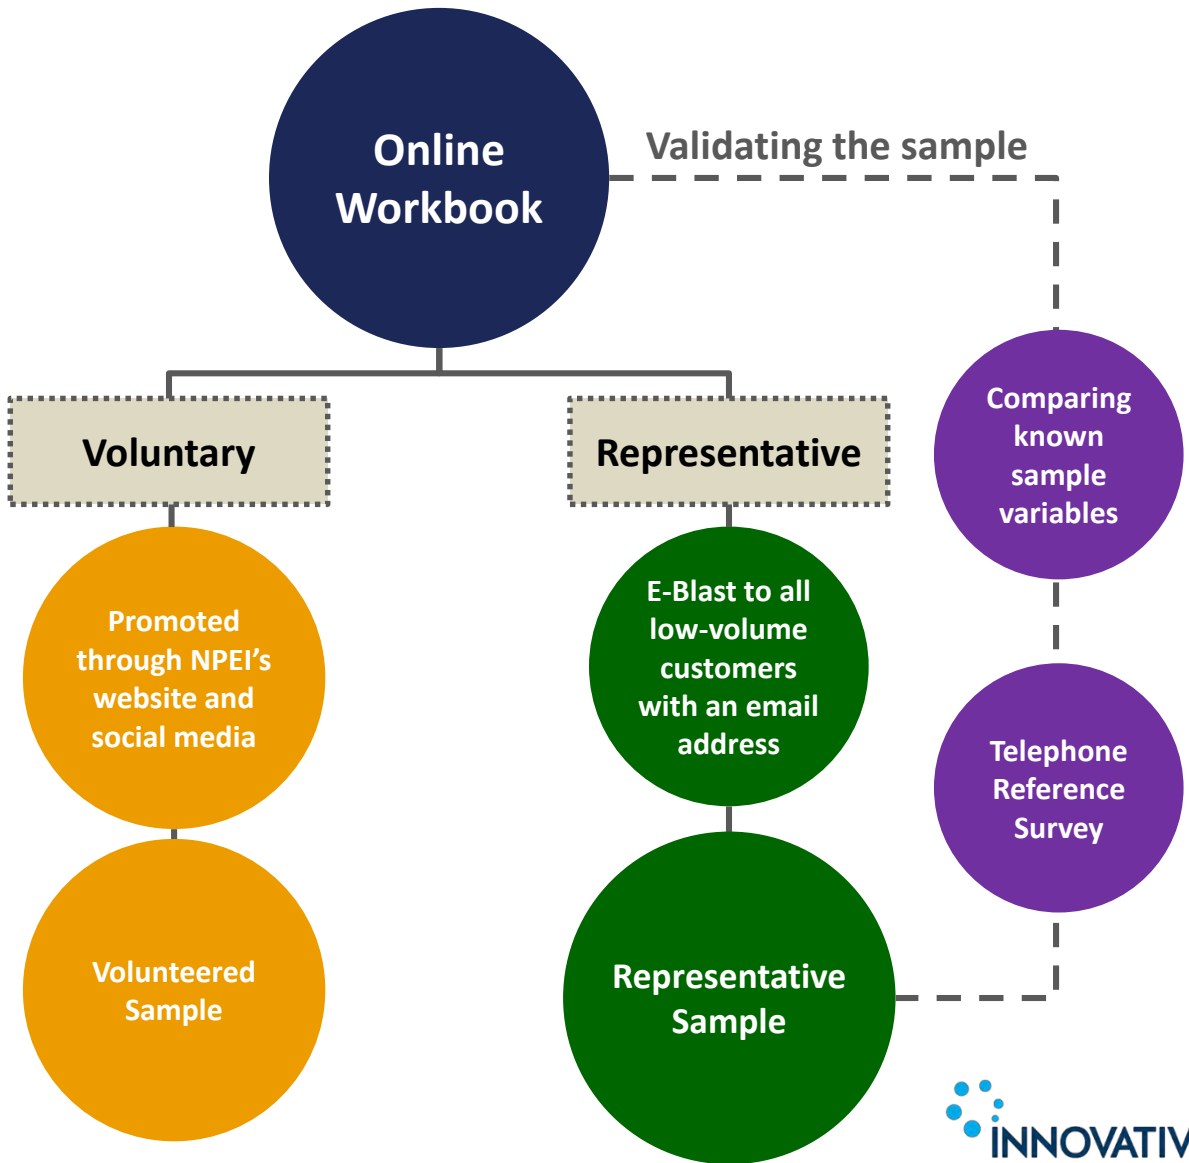 Online
Workbook
Validating the sample
Voluntary
Representative
Comparing
known
sample
variables
Promoted
through NPEI’s
website and
social media
E-Blast to all
low-volume
customers
with an email
address
Telephone
Reference
Survey
Volunteered
Sample
Representative
Sample
INNOVATIV